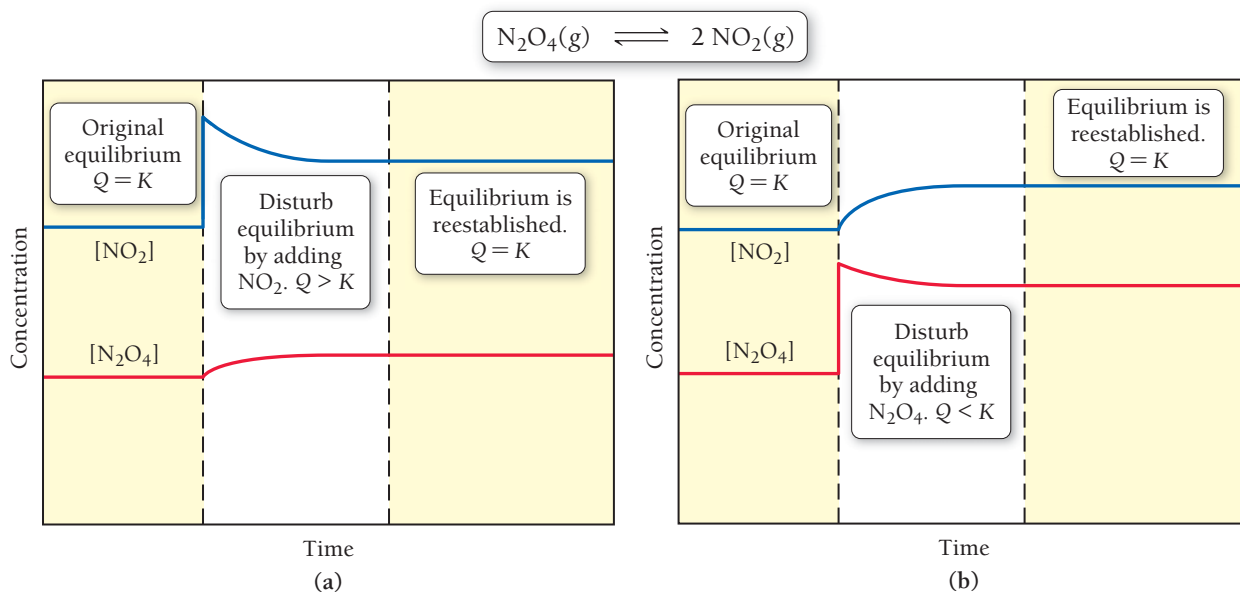 N₂O₄(g) ⇌ 2 NO₂(g)
Concentration
Original
equilibrium
Q = K
[NO₂]
[N₂O₄]
Disturb
equilibrium
by adding
NO₂. Q > K
Equilibrium is
reestablished.
Q = K
Time
(a)
Concentration
Original
equilibrium
Q = K
[NO₂]
[N₂O₄]
Disturb
equilibrium
by adding
N₂O₄. Q < K
Equilibrium is
reestablished.
Q = K
Time
(b)